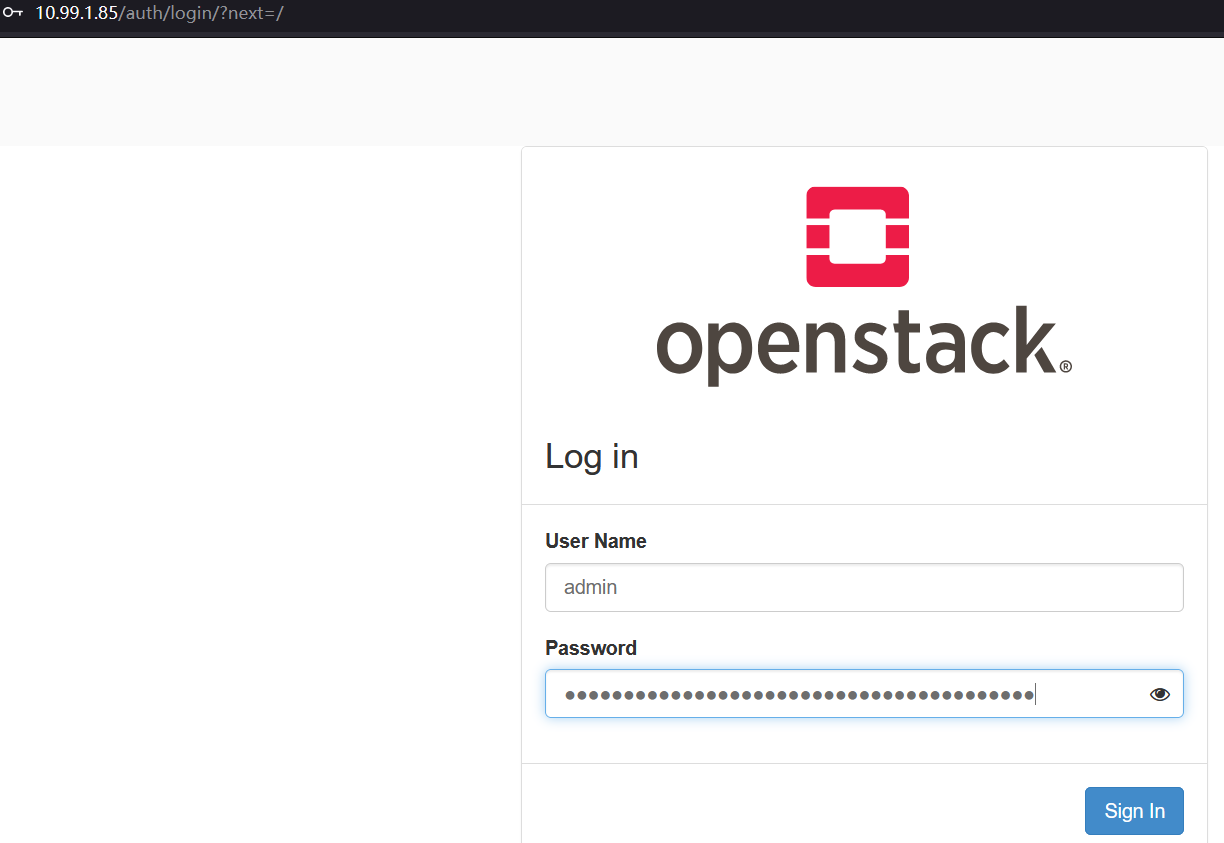 10.99.1.85/auth/login/?next=/
openstack.®
Log in
User Name
admin
Password
••••••••••••••••••••••••••••••••••••••••
Sign In